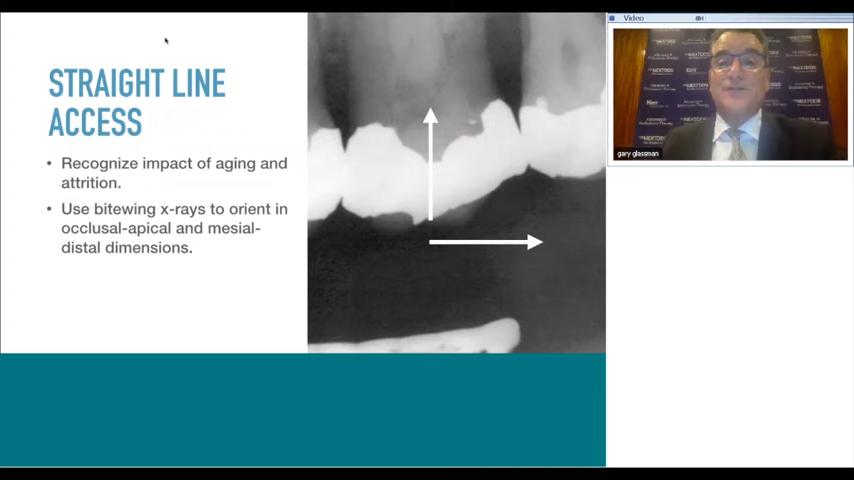 STRAIGHT LINE
ACCESS
• Recognize impact of aging and
attrition.
• Use bitewing x-rays to orient in
occlusal-apical and mesial-
distal dimensions.
Video
gary glassman